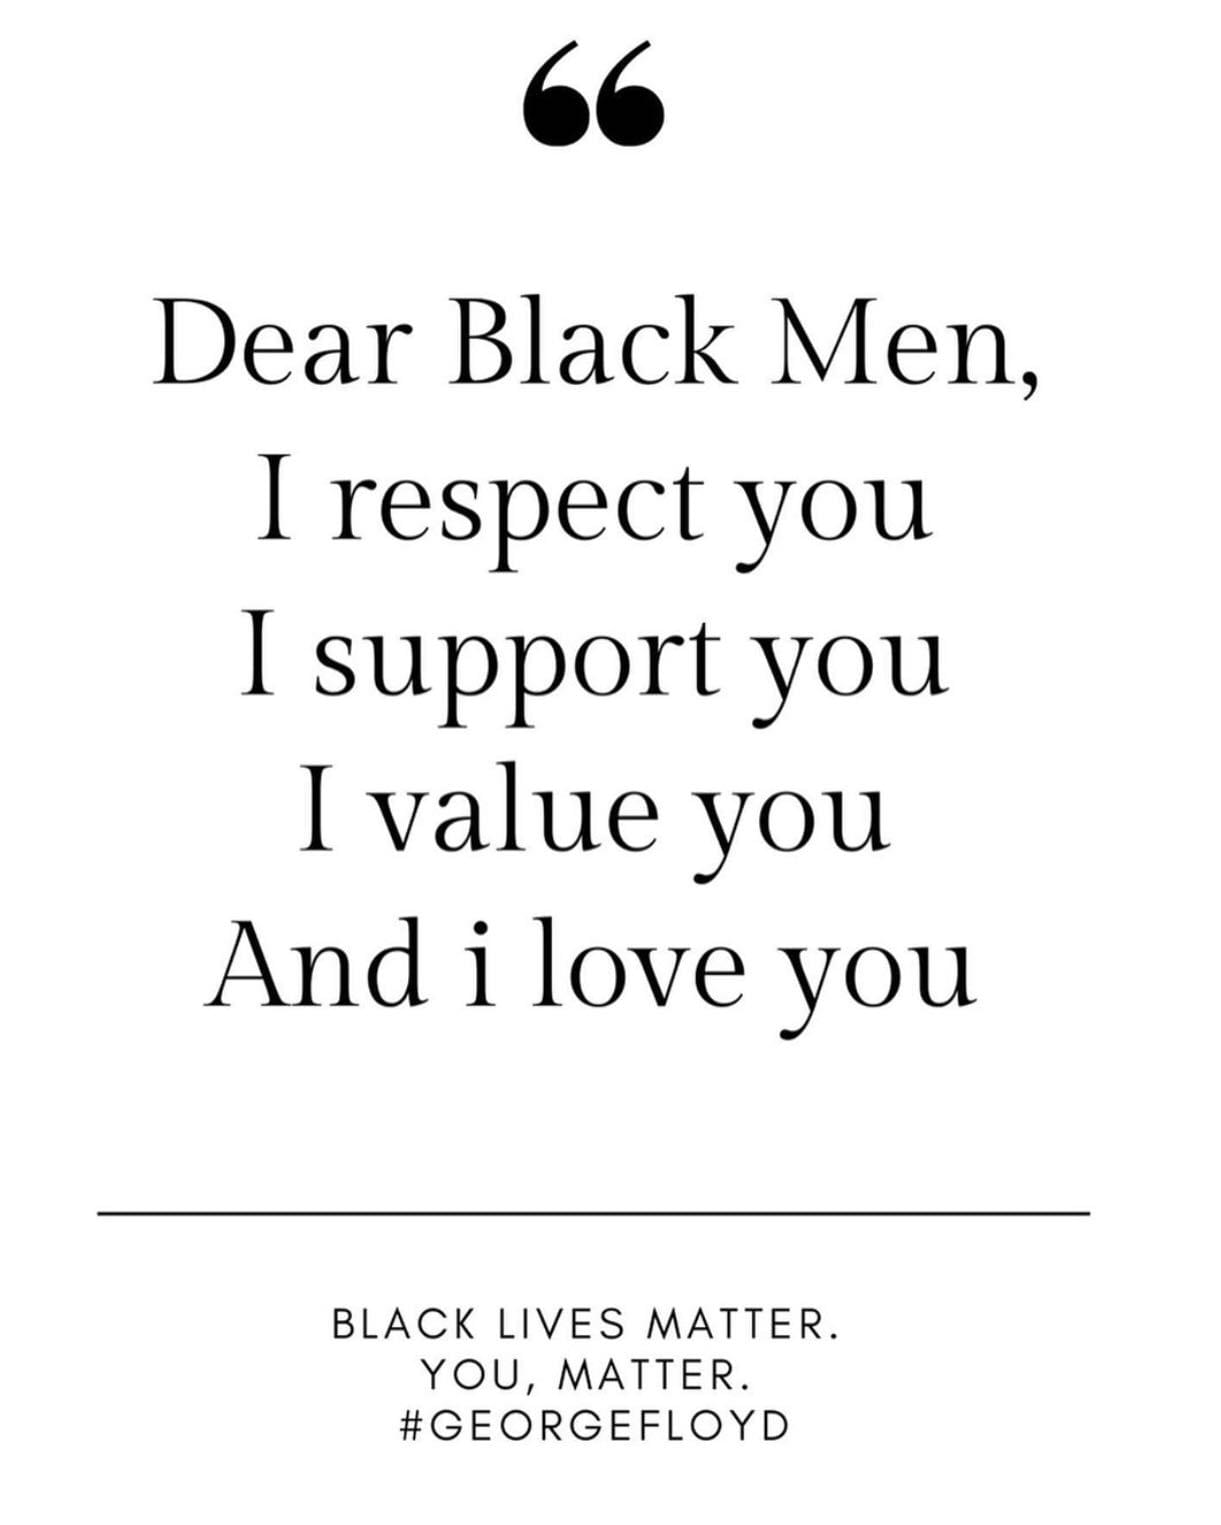 “
Dear Black Men,
I respect you
I support you
I value you
And i love you
BLACK LIVES MATTER.
YOU, MATTER.
#GEORGEFLOYD